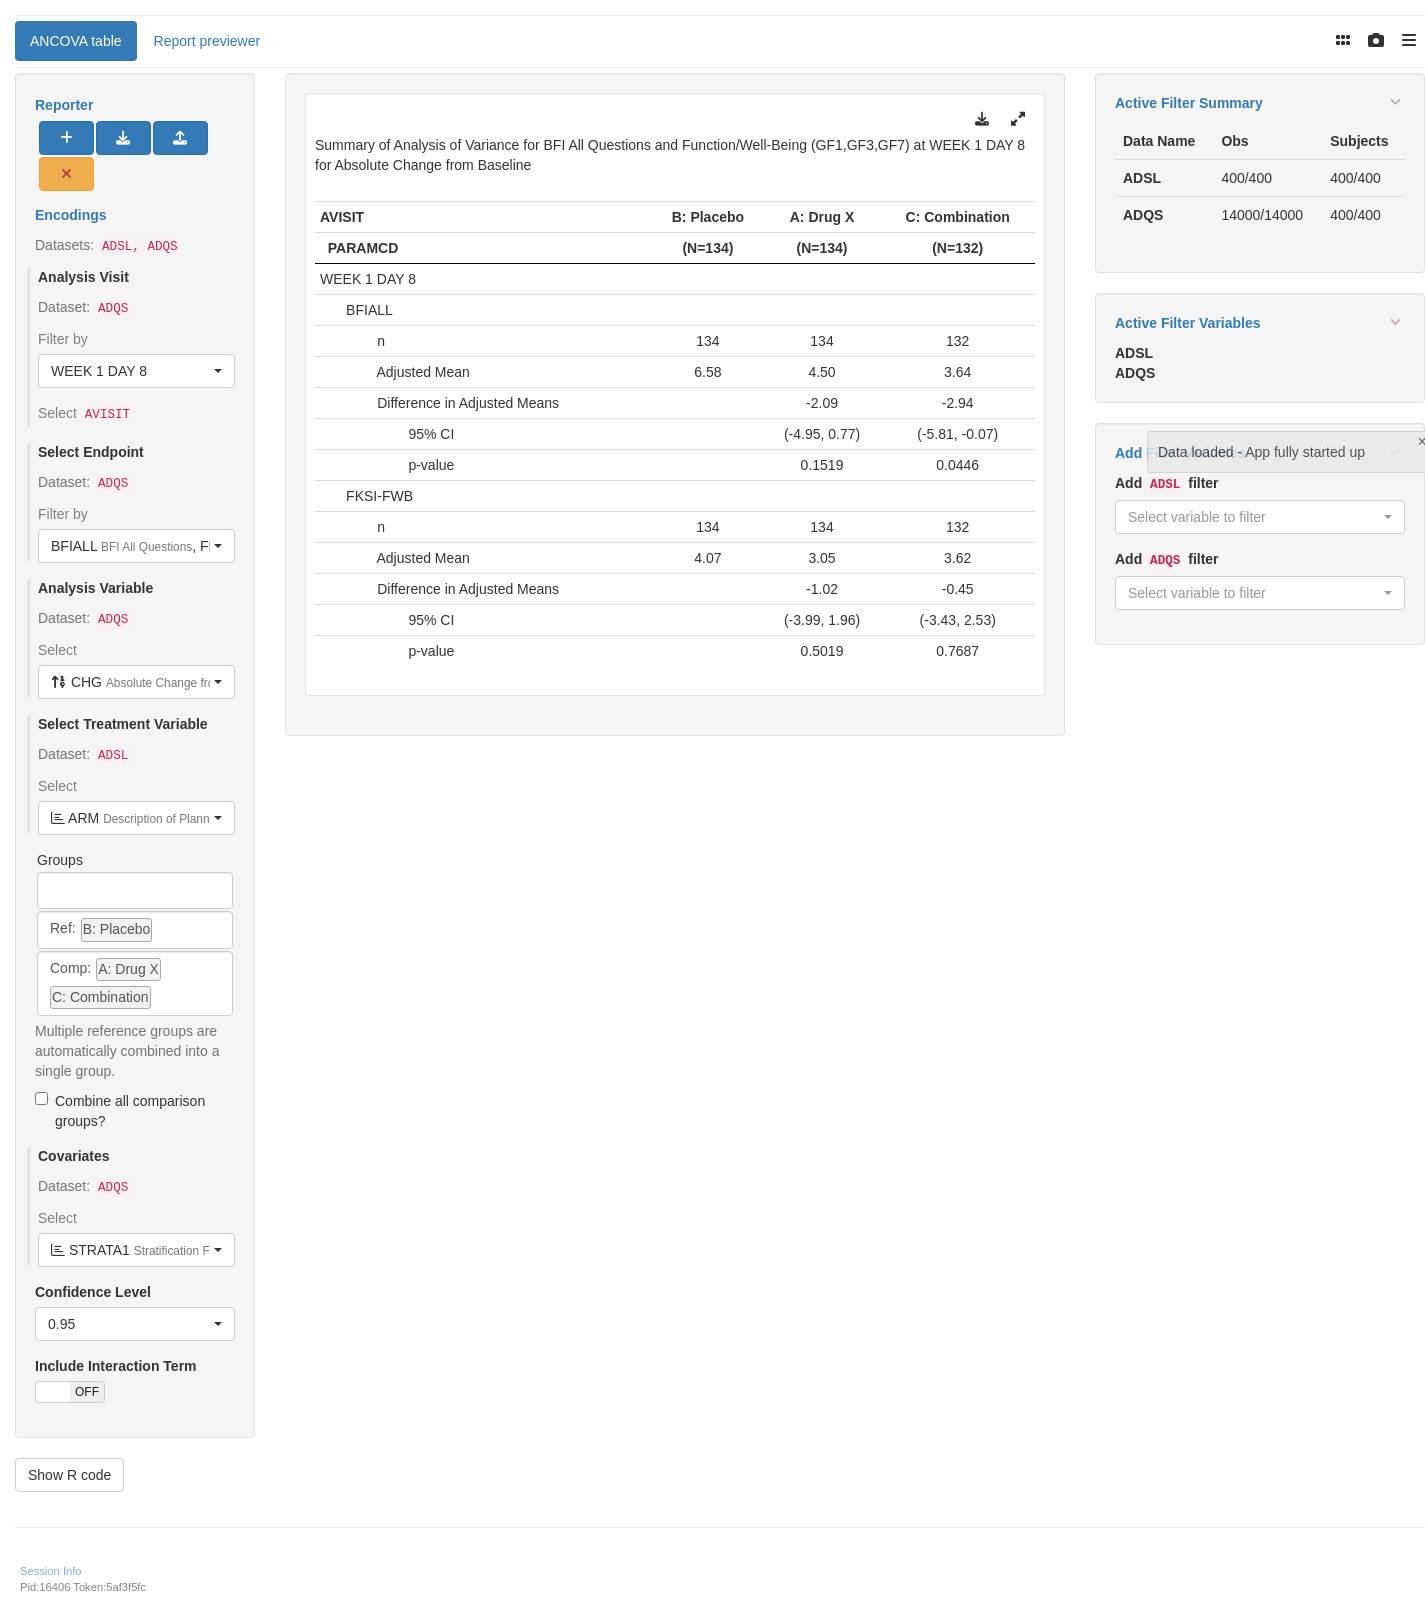 ANCOVA table
Report previewer
Reporter
Encodings
Datasets: ADSL, ADQS
Analysis Visit
Dataset: ADQS
Filter by
WEEK 1 DAY 8
Select AVISIT
Select Endpoint
Dataset: ADQS
Filter by
BFIALL BFI All Questions, F
Analysis Variable
Dataset: ADQS
Select
CHG Absolute Change fr
Select Treatment Variable
Dataset: ADSL
Select
ARM Description of Plann
Groups
Ref: B: Placebo
Comp: A: Drug X
C: Combination
Multiple reference groups are
automatically combined into a
single group.
Combine all comparison
groups?
Covariates
Dataset: ADQS
Select
STRATA1 Stratification F
Confidence Level
0.95
Include Interaction Term
OFF
Show R code
Summary of Analysis of Variance for BFI All Questions and Function/Well-Being (GF1,GF3,GF7) at WEEK 1 DAY 8
for Absolute Change from Baseline
AVISIT B: Placebo A: Drug X C: Combination
PARAMCD (N=134) (N=134) (N=132)
WEEK 1 DAY 8
BFIALL
n 134 134 132
Adjusted Mean 6.58 4.50 3.64
Difference in Adjusted Means -2.09 -2.94
95% CI (-4.95, 0.77) (-5.81, -0.07)
p-value 0.1519 0.0446
FKSI-FWB
n 134 134 132
Adjusted Mean 4.07 3.05 3.62
Difference in Adjusted Means -1.02 -0.45
95% CI (-3.99, 1.96) (-3.43, 2.53)
p-value 0.5019 0.7687
Active Filter Summary
Data Name Obs Subjects
ADSL 400/400 400/400
ADQS 14000/14000 400/400
Active Filter Variables
ADSL
ADQS
Add
Data loaded - App fully started up
×
Add ADSL filter
Select variable to filter
Add ADQS filter
Select variable to filter
Session Info
Pid:16406 Token:5af3f5fc